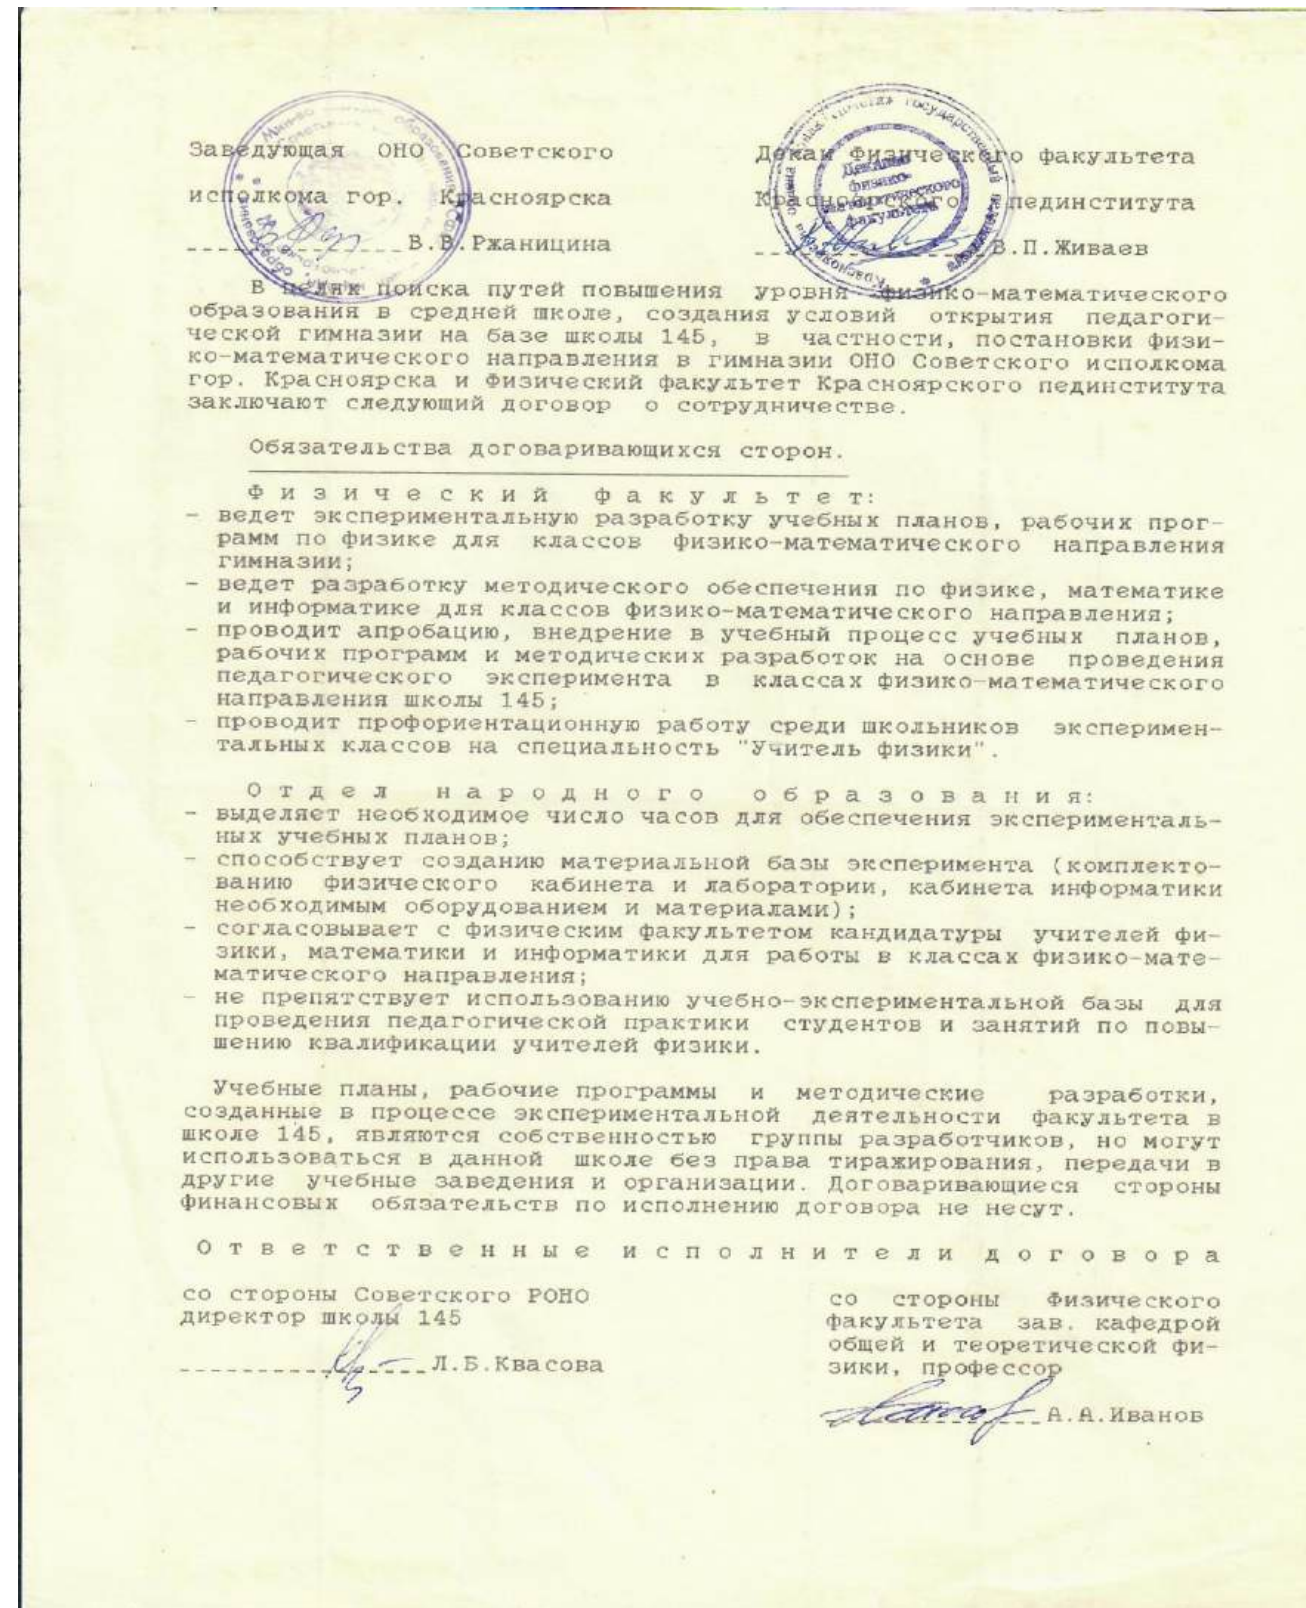 Заведующая ОНО Советского
исполкома гор. Красноярска
В.В.Ржаницина
Декан Физического факультета
Красноярского пединститута
В.П.Живаев
Деканат
физико-
математического
факультета
В целях поиска путей повышения уровня физико-математического
образования в средней школе, создания условий открытия педагоги-
ческой гимназии на базе школы 145, в частности, постановки физи-
ко-математического направления в гимназии ОНО Советского исполкома
гор. Красноярска и Физический факультет Красноярского пединститута
заключают следующий договор о сотрудничестве.
Обязательства договаривающихся сторон.
Ф и з и ч е с к и й ф а к у л ь т е т:
- ведет экспериментальную разработку учебных планов, рабочих прог-
рамм по физике для классов физико-математического направления
гимназии;
- ведет разработку методического обеспечения по физике, математике
и информатике для классов физико-математического направления;
- проводит апробацию, внедрение в учебный процесс учебных планов,
рабочих программ и методических разработок на основе проведения
педагогического эксперимента в классах физико-математического
направления школы 145;
- проводит профориентационную работу среди школьников эксперимен-
тальных классов на специальность "Учитель физики".
О т д е л н а р о д н о г о о б р а з о в а н и я:
- выделяет необходимое число часов для обеспечения эксперименталь-
ных учебных планов;
- способствует созданию материальной базы эксперимента (комплекто-
ванию физического кабинета и лаборатории, кабинета информатики
необходимым оборудованием и материалами);
- согласовывает с физическим факультетом кандидатуры учителей фи-
зики, математики и информатики для работы в классах физико-мате-
матического направления;
- не препятствует использованию учебно-экспериментальной базы для
проведения педагогической практики студентов и занятий по повы-
шению квалификации учителей физики.
Учебные планы, рабочие программы и методические разработки,
созданные в процессе экспериментальной деятельности факультета в
школе 145, являются собственностью группы разработчиков, но могут
использоваться в данной школе без права тиражирования, передачи в
другие учебные заведения и организации. Договаривающиеся стороны
финансовых обязательств по исполнению договора не несут.
О т в е т с т в е н н ы е и с п о л н и т е л и д о г о в о р а
со стороны Советского РОНО
директор школы 145
Л.Б.Квасова
со стороны Физического
факультета зав. кафедрой
общей и теоретической фи-
зики, профессор
А.А.Иванов